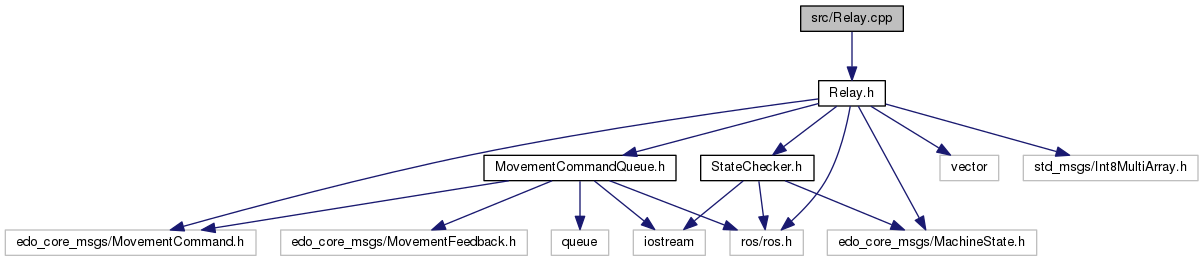 src/Relay.cpp
Relay.h
MovementCommandQueue.h
StateChecker.h
vector
std_msgs/Int8MultiArray.h
edo_core_msgs/MovementCommand.h
edo_core_msgs/MovementFeedback.h
queue
iostream
ros/ros.h
edo_core_msgs/MachineState.h